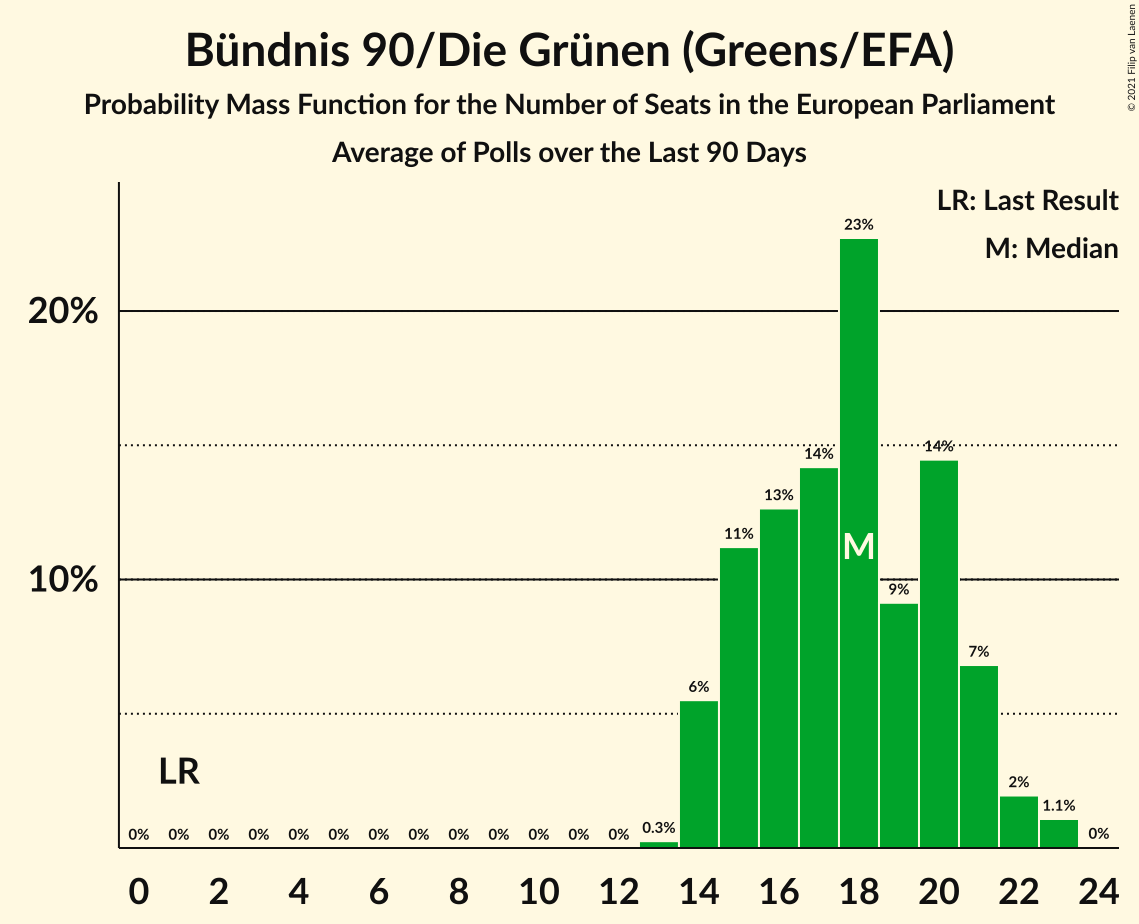 Bündnis 90/Die Grünen (Greens/EFA)
Probability Mass Function for the Number of Seats in the European Parliament
Average of Polls over the Last 90 Days
© 2021 Filip van Laenen
LR: Last Result
M: Median
23%
20%
14%
14%
13%
11%
M
10%
9%
7%
6%
LR
2%
1.1%
0% 0% 0% 0% 0% 0% 0% 0% 0% 0% 0% 0% 0% 0.3% 0%
0 2 4 6 8 10 12 14 16 18 20 22 24